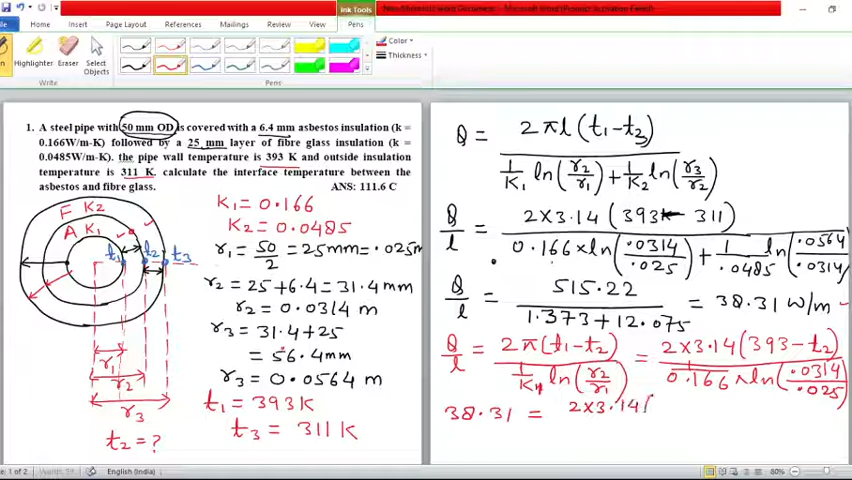 Ink Tools
Home Insert Page Layout References Mailings Review View Pens
Highlighter Eraser Select Objects
Color
Thickness
Write
Pens
1. A steel pipe with 50 mm OD is covered with a 6.4 mm asbestos insulation (k =
0.166W/m-K) followed by a 25 mm layer of fibre glass insulation (k =
0.0485W/m-K). the pipe wall temperature is 393 K and outside insulation
temperature is 311 K. calculate the interface temperature between the
asbestos and fibre glass. ANS: 111.6 C
F K2
A K1
t1 t2 t3
r1
r2
r3
t2 = ?
K1 = 0.166
K2 = 0.0485
r1 = 50/2 = 25mm = .025m
r2 = 25+6.4 = 31.4mm
r2 = 0.0314 m
r3 = 31.4+25
= 56.4mm
r3 = 0.0564 m
t1 = 393K
t3 = 311 K
Q = 2πl(t1-t3) / 1/K1 ln(r2/r1) + 1/K2 ln(r3/r2)
Q/l = 2×3.14(393 - 311) / 0.166×ln(.0314/.025) + 1/.0485 ln(.0564/.0314)
Q/l = 515.22 / 1.373+12.075 = 38.31 W/m
Q/l = 2π(t1-t2) / 1/K1 ln(r2/r1) = 2×3.14(393-t2) / 1/0.166 × ln(.0314/.025)
38.31 = 2×3.14(
1 of 2 English (India) 80%